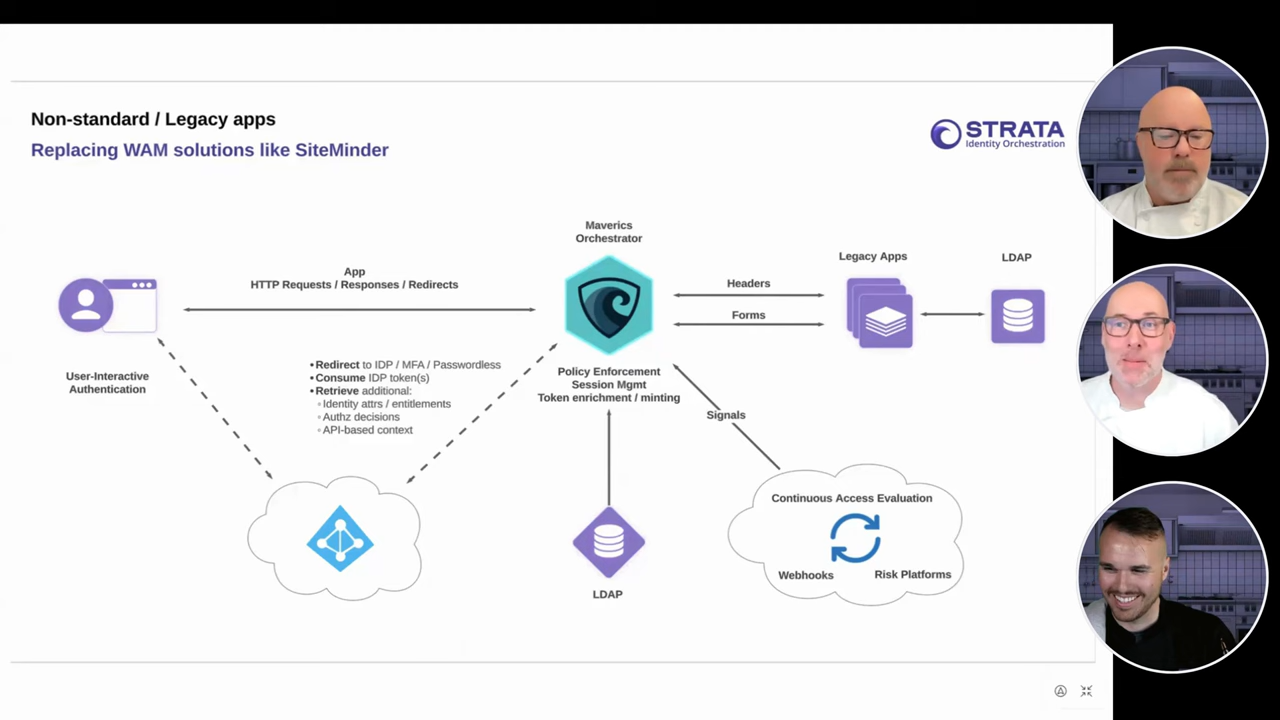 Non-standard / Legacy apps
Replacing WAM solutions like SiteMinder
STRATA
Identity Orchestration
Maverics
Orchestrator
App
HTTP Requests / Responses / Redirects
Headers
Forms
Legacy Apps
LDAP
User-Interactive
Authentication
•Redirect to IDP / MFA / Passwordless
•Consume IDP token(s)
•Retrieve additional:
◦Identity attrs / entitlements
◦Authz decisions
◦API-based context
Policy Enforcement
Session Mgmt
Token enrichment / minting
Signals
LDAP
Continuous Access Evaluation
Webhooks
Risk Platforms